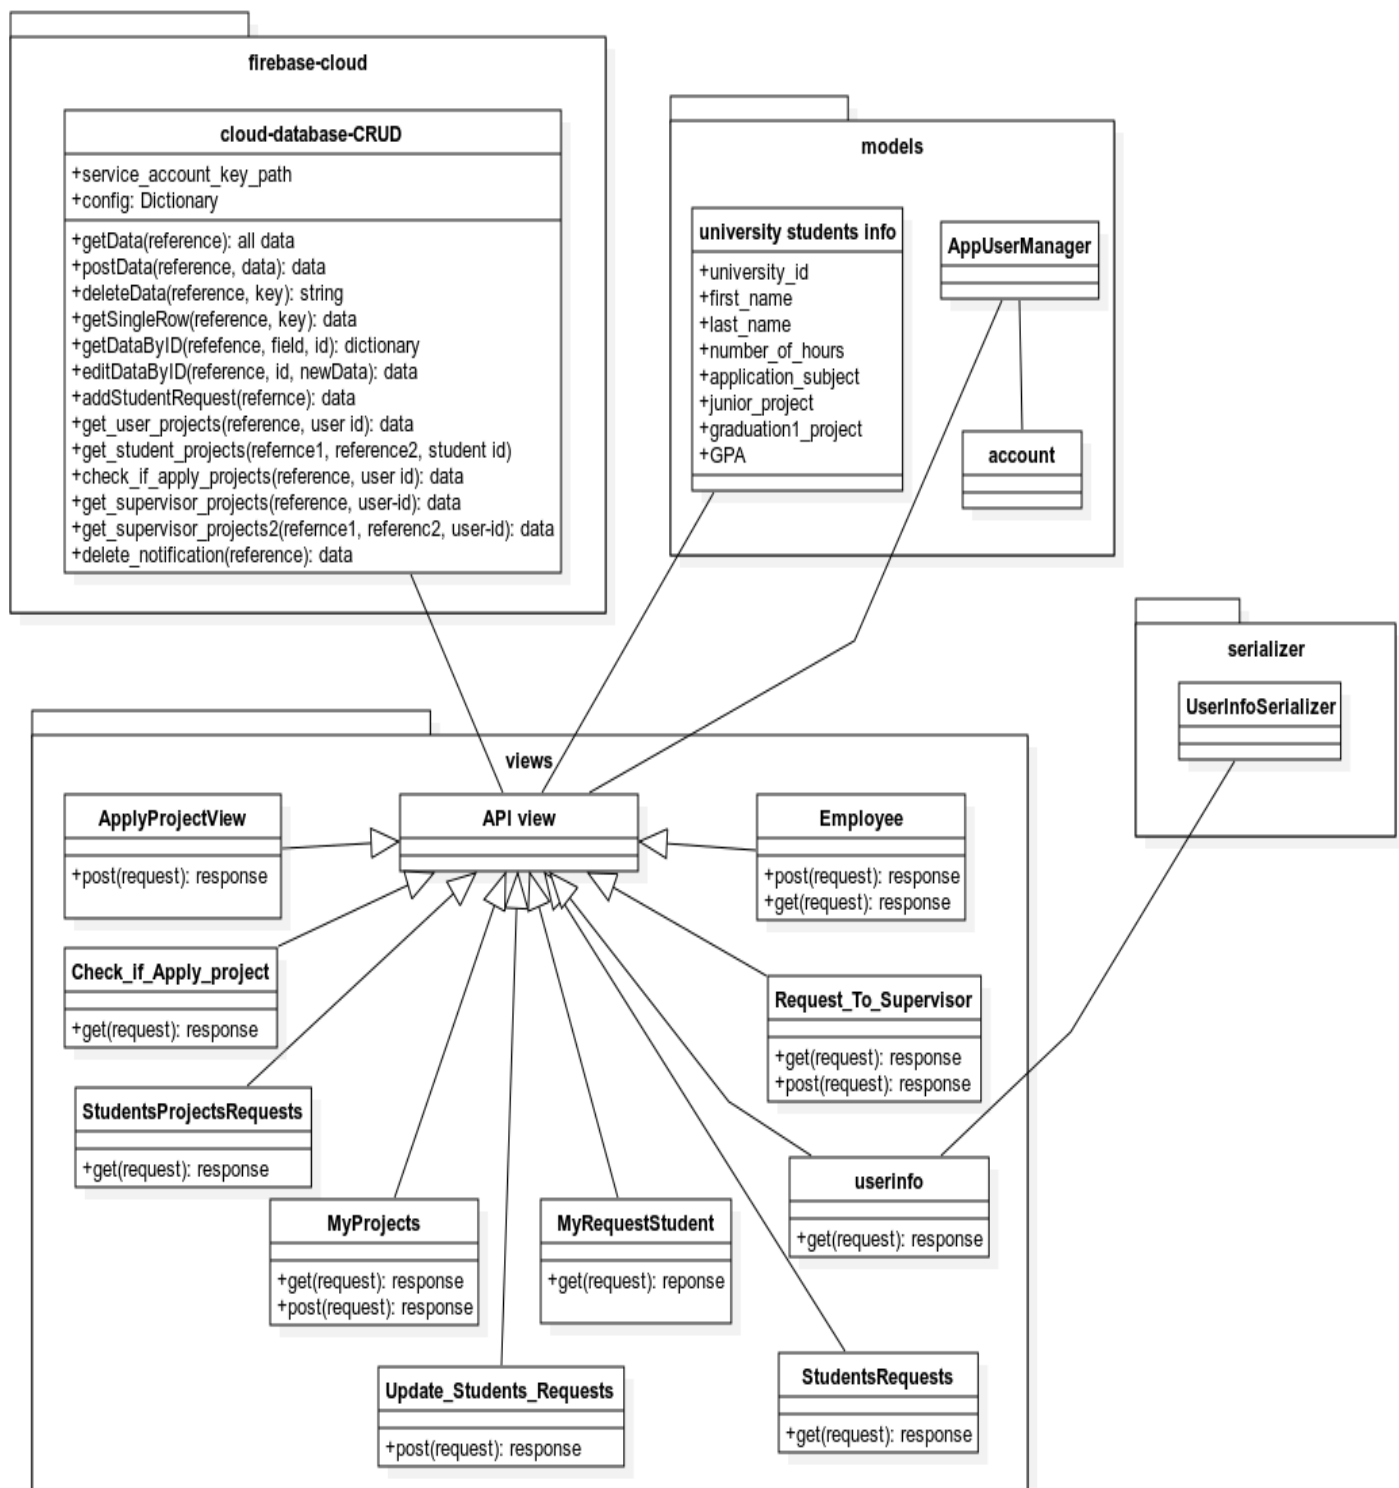 firebase-cloud
cloud-database-CRUD
+service_account_key_path
+config: Dictionary
+getData(reference): all data
+postData(reference, data): data
+deleteData(reference, key): string
+getSingleRow(reference, key): data
+getDataByID(refefence, field, id): dictionary
+editDataByID(reference, id, newData): data
+addStudentRequest(refernce): data
+get_user_projects(reference, user id): data
+get_student_projects(refernce1, reference2, student id)
+check_if_apply_projects(reference, user id): data
+get_supervisor_projects(reference, user-id): data
+get_supervisor_projects2(refernce1, referenc2, user-id): data
+delete_notification(reference): data
models
university students info
+university_id
+first_name
+last_name
+number_of_hours
+application_subject
+junior_project
+graduation1_project
+GPA
AppUserManager
account
serializer
UserInfoSerializer
views
ApplyProjectView
+post(request): response
API view
Employee
+post(request): response
+get(request): response
Check_if_Apply_project
+get(request): response
Request_To_Supervisor
+get(request): response
+post(request): response
StudentsProjectsRequests
+get(request): response
userinfo
+get(request): response
MyProjects
+get(request): response
+post(request): response
MyRequestStudent
+get(request): reponse
Update_Students_Requests
+post(request): response
StudentsRequests
+get(request): response